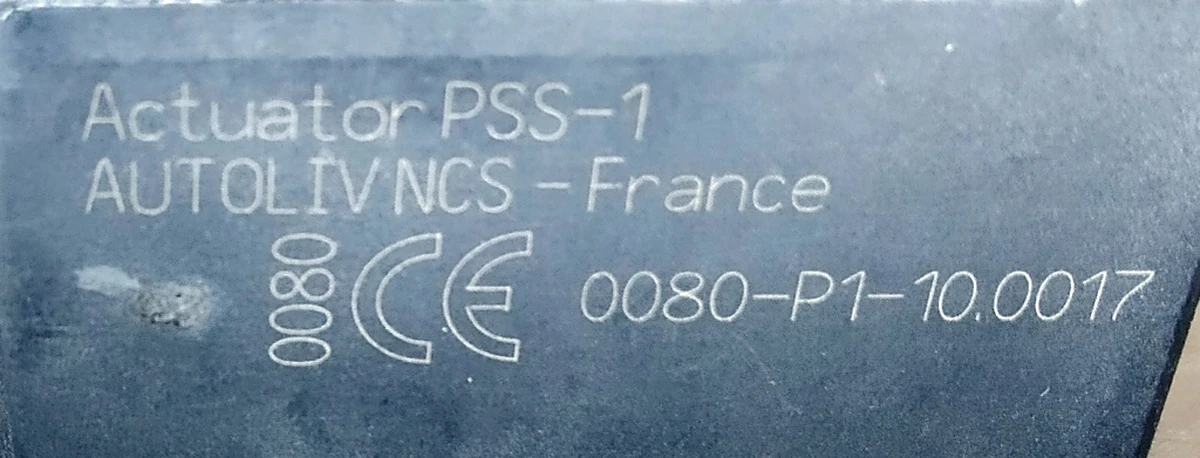 Actuator PSS-1
AUTOLIV NCS - France
0080 CE 0080-P1-10.0017